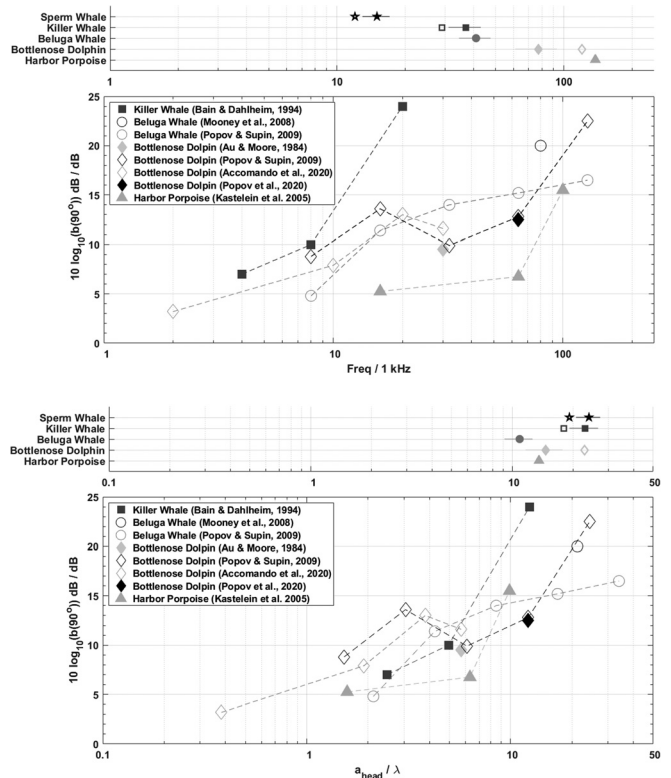 Sperm Whale
Killer Whale
Beluga Whale
Bottlenose Dolphin
Harbor Porpoise
1 10 100
25
20
15
10
5
0
10 log10(b(90°)) dB / dB
Killer Whale (Bain & Dahlheim, 1994)
Beluga Whale (Mooney et al., 2008)
Beluga Whale (Popov & Supin, 2009)
Bottlenose Dolpin (Au & Moore, 1984)
Bottlenose Dolpin (Popov & Supin, 2009)
Bottlenose Dolpin (Accomando et al., 2020)
Bottlenose Dolpin (Popov et al., 2020)
Harbor Porpoise (Kastelein et al. 2005)
1 10 100
Freq / 1 kHz
Sperm Whale
Killer Whale
Beluga Whale
Bottlenose Dolphin
Harbor Porpoise
0.1 1 10 50
25
20
15
10
5
0
10 log10(b(90°)) dB / dB
Killer Whale (Bain & Dahlheim, 1994)
Beluga Whale (Mooney et al., 2008)
Beluga Whale (Popov & Supin, 2009)
Bottlenose Dolpin (Au & Moore, 1984)
Bottlenose Dolpin (Popov & Supin, 2009)
Bottlenose Dolpin (Accomando et al., 2020)
Bottlenose Dolpin (Popov et al., 2020)
Harbor Porpoise (Kastelein et al. 2005)
0.1 1 10 50
a_head / λ